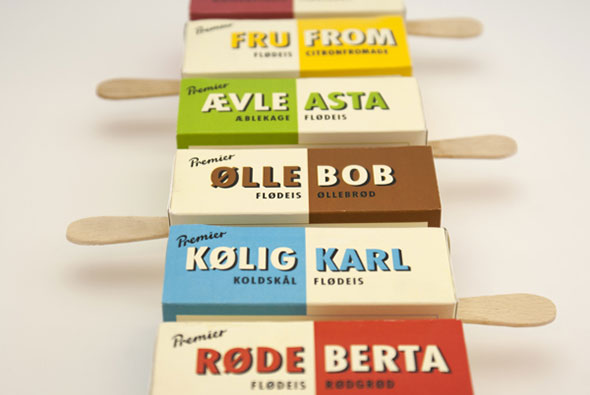 Premier
FRU FROM
FLØDEIS CITRONFROMAGE
Premier
ÆVLE ASTA
ÆBLEKAGE FLØDEIS
Premier
ØLLE BOB
FLØDEIS ØLLEBRØD
Premier
KØLIG KARL
KOLDSKÅL FLØDEIS
Premier
RØDE BERTA
FLØDEIS RØDGRØD